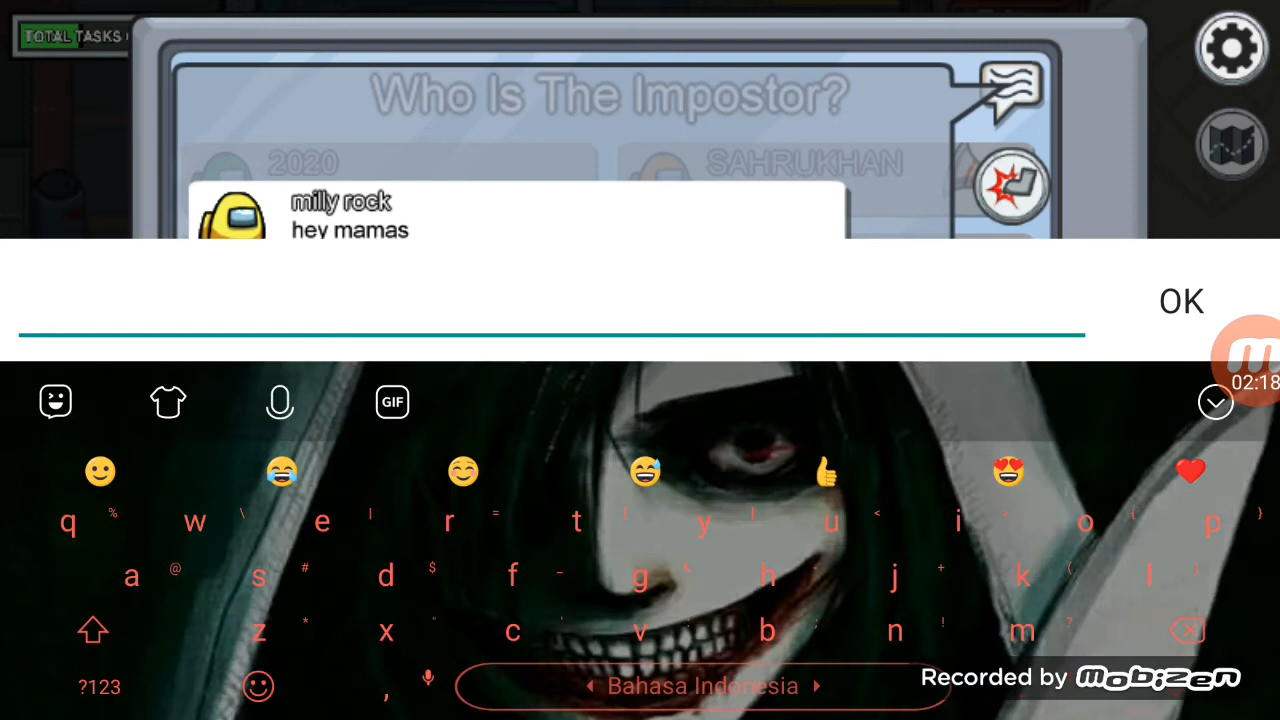 TOTAL TASKS
Who Is The Impostor?
2020
SAHRUKHAN
milly rock
hey mamas
OK
02:18
GIF
q w e r t y u i o p
a s d f g h j k l
z x c v b n m
?123 , Bahasa Indonesia
Recorded by mobizen